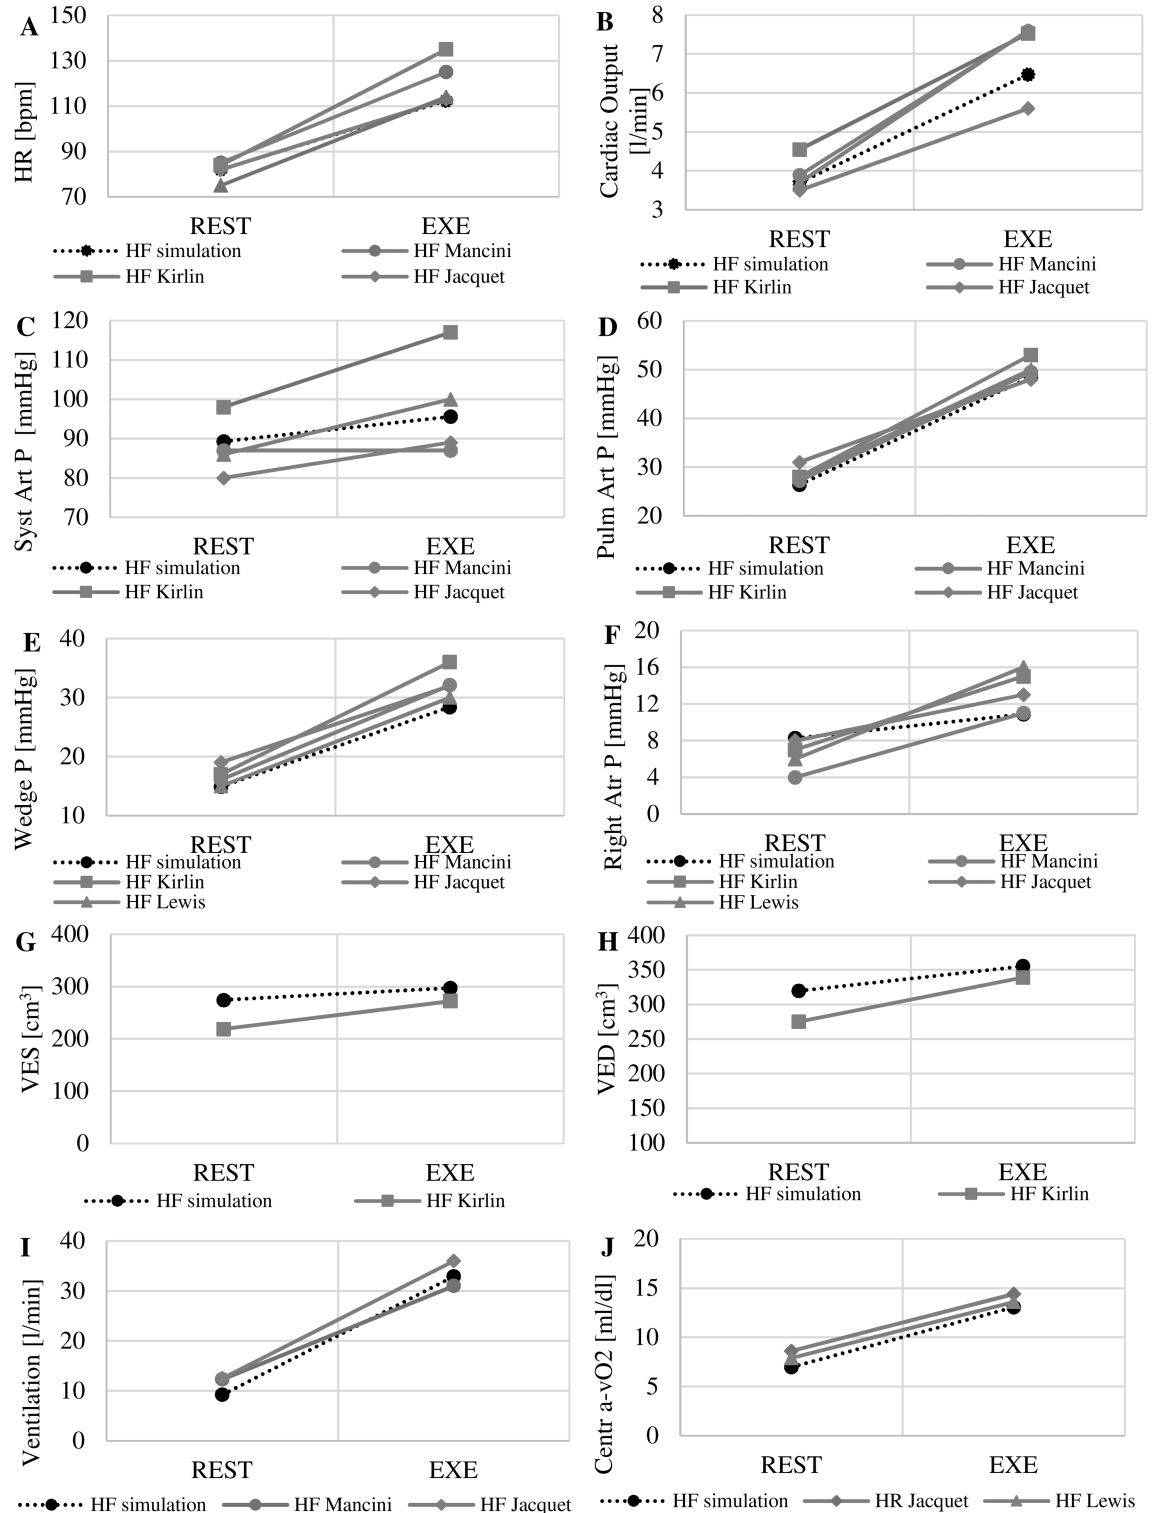 A
HR [bpm]
150
130
110
90
70
REST EXE
HF simulation HF Mancini
HF Kirlin HF Jacquet
B
Cardiac Output
[l/min]
8
7
6
5
4
3
REST EXE
HF simulation HF Mancini
HF Kirlin HF Jacquet
C
Syst Art P [mmHg]
120
110
100
90
80
70
REST EXE
HF simulation HF Mancini
HF Kirlin HF Jacquet
D
Pulm Art P [mmHg]
60
50
40
30
20
REST EXE
HF simulation HF Mancini
HF Kirlin HF Jacquet
E
Wedge P [mmHg]
40
30
20
10
REST EXE
HF simulation HF Mancini
HF Kirlin HF Jacquet
HF Lewis
F
Right Atr P [mmHg]
20
16
12
8
4
0
REST EXE
HF simulation HF Mancini
HF Kirlin HF Jacquet
HF Lewis
G
VES [cm³]
400
300
200
100
0
REST EXE
HF simulation HF Kirlin
H
VED [cm³]
400
350
300
250
200
150
100
REST EXE
HF simulation HF Kirlin
I
Ventilation [l/min]
40
30
20
10
0
REST EXE
HF simulation HF Mancini HF Jacquet
J
Centr a-vO2 [ml/dl]
20
15
10
5
0
REST EXE
HF simulation HR Jacquet HF Lewis